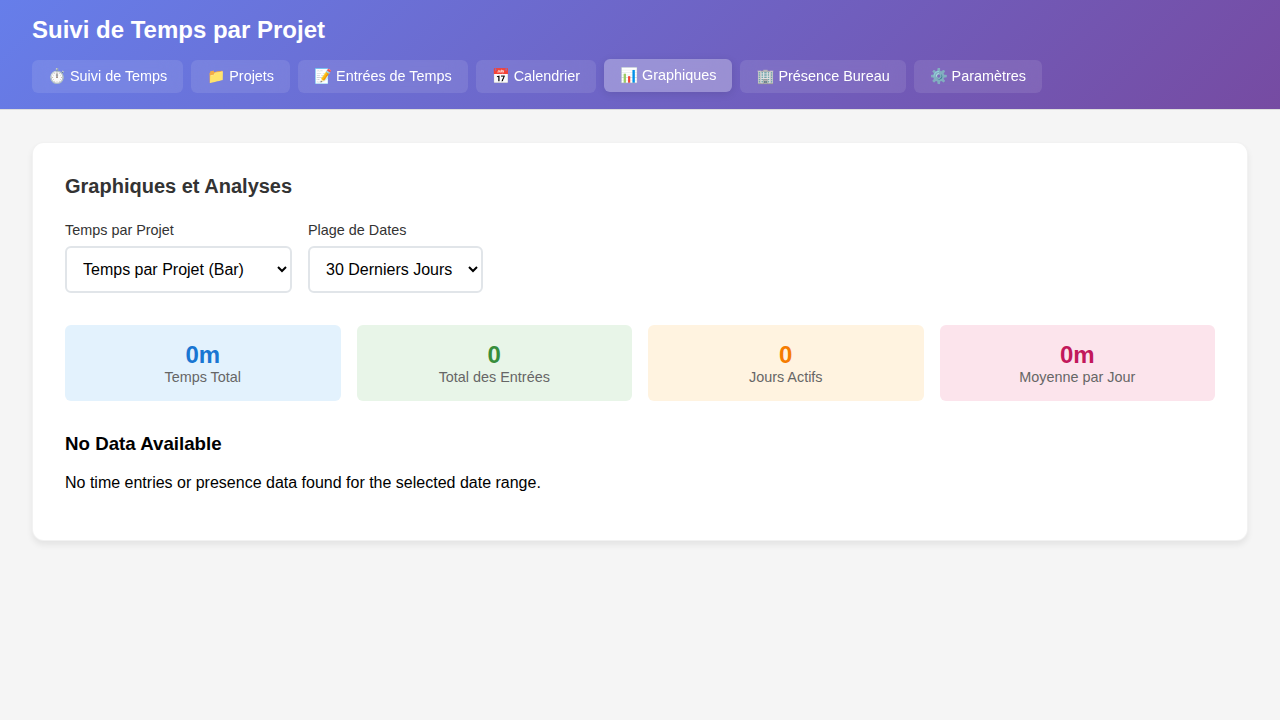 Suivi de Temps par Projet
⏱️ Suivi de Temps
📁 Projets
📝 Entrées de Temps
📅 Calendrier
📊 Graphiques
🏢 Présence Bureau
⚙️ Paramètres
Graphiques et Analyses
Temps par Projet
Plage de Dates
Temps par Projet (Bar)
30 Derniers Jours
0m
Temps Total
0
Total des Entrées
0
Jours Actifs
0m
Moyenne par Jour
No Data Available
No time entries or presence data found for the selected date range.